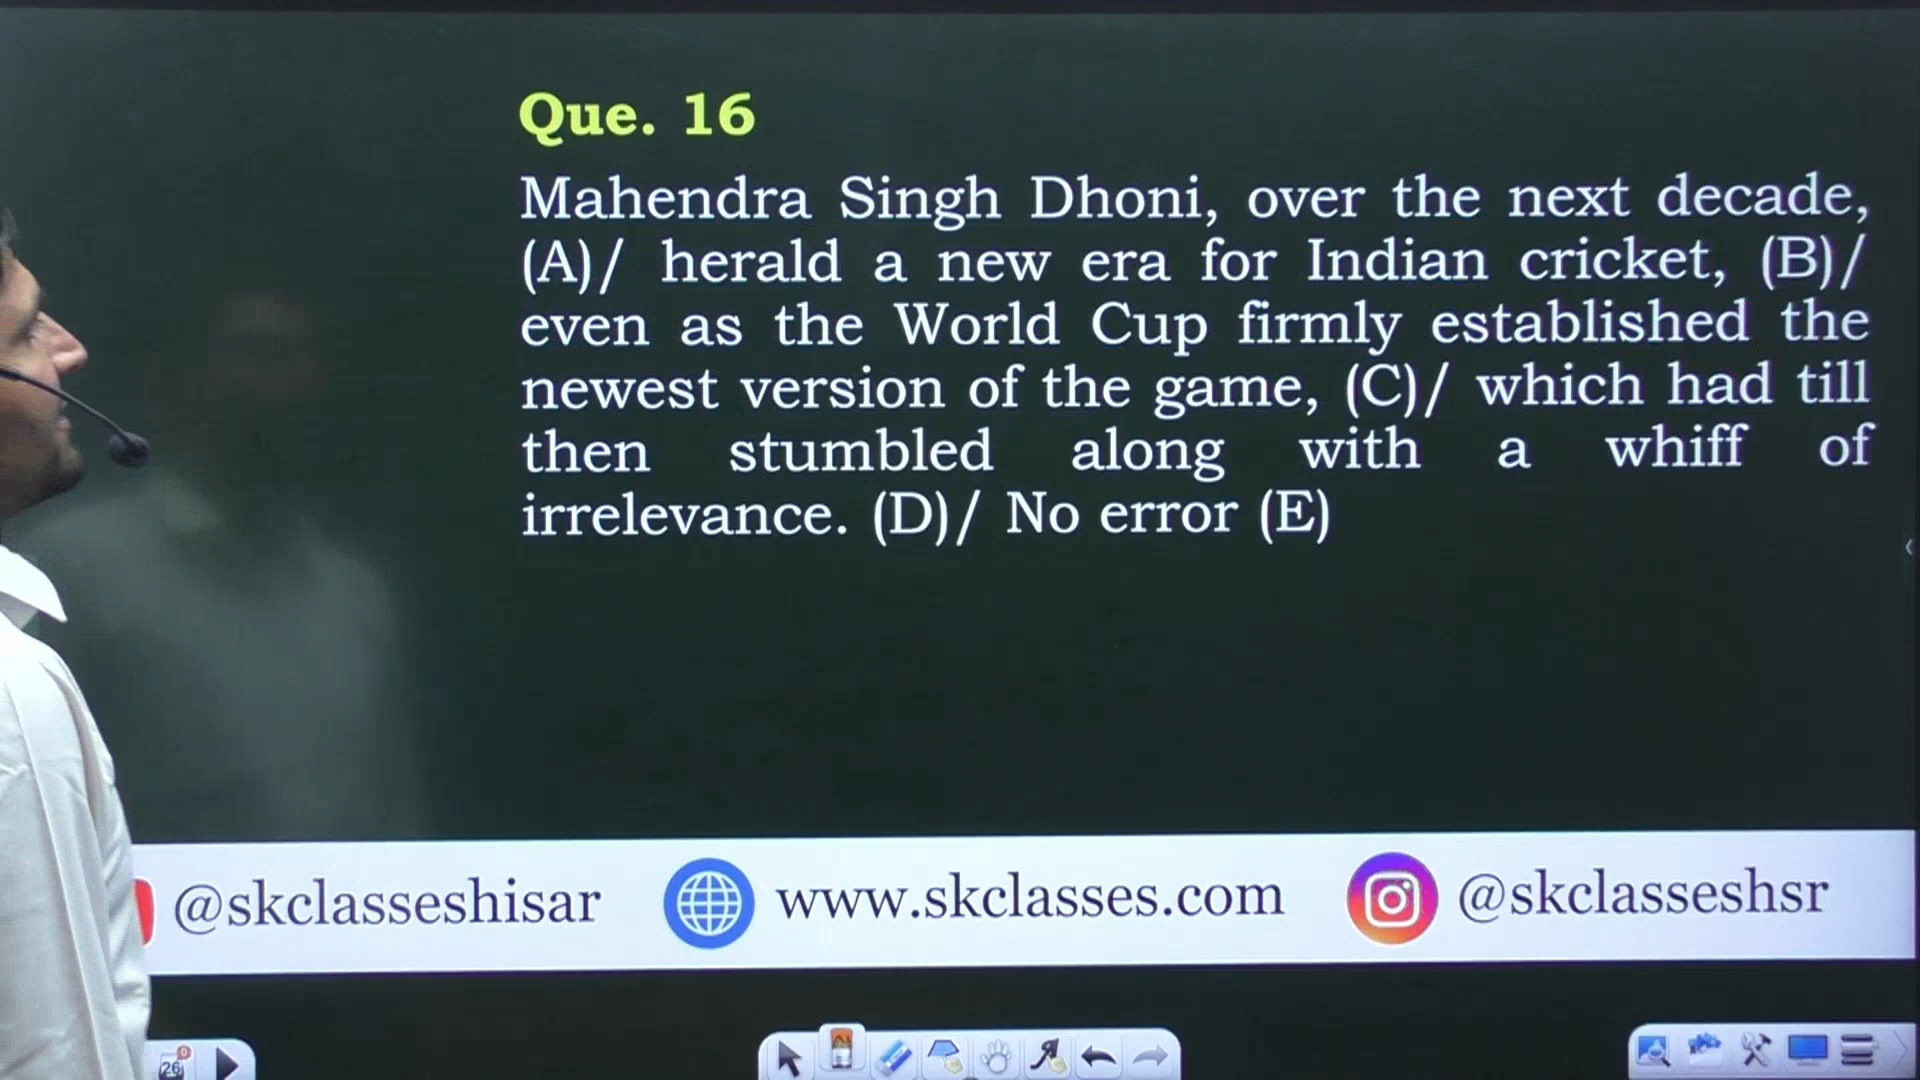 Que. 16
Mahendra Singh Dhoni, over the next decade,
(A)/ herald a new era for Indian cricket, (B)/
even as the World Cup firmly established the
newest version of the game, (C)/ which had till
then stumbled along with a whiff of
irrelevance. (D)/ No error (E)
@skclasseshisar www.skclasses.com @skclasseshsr
26 0